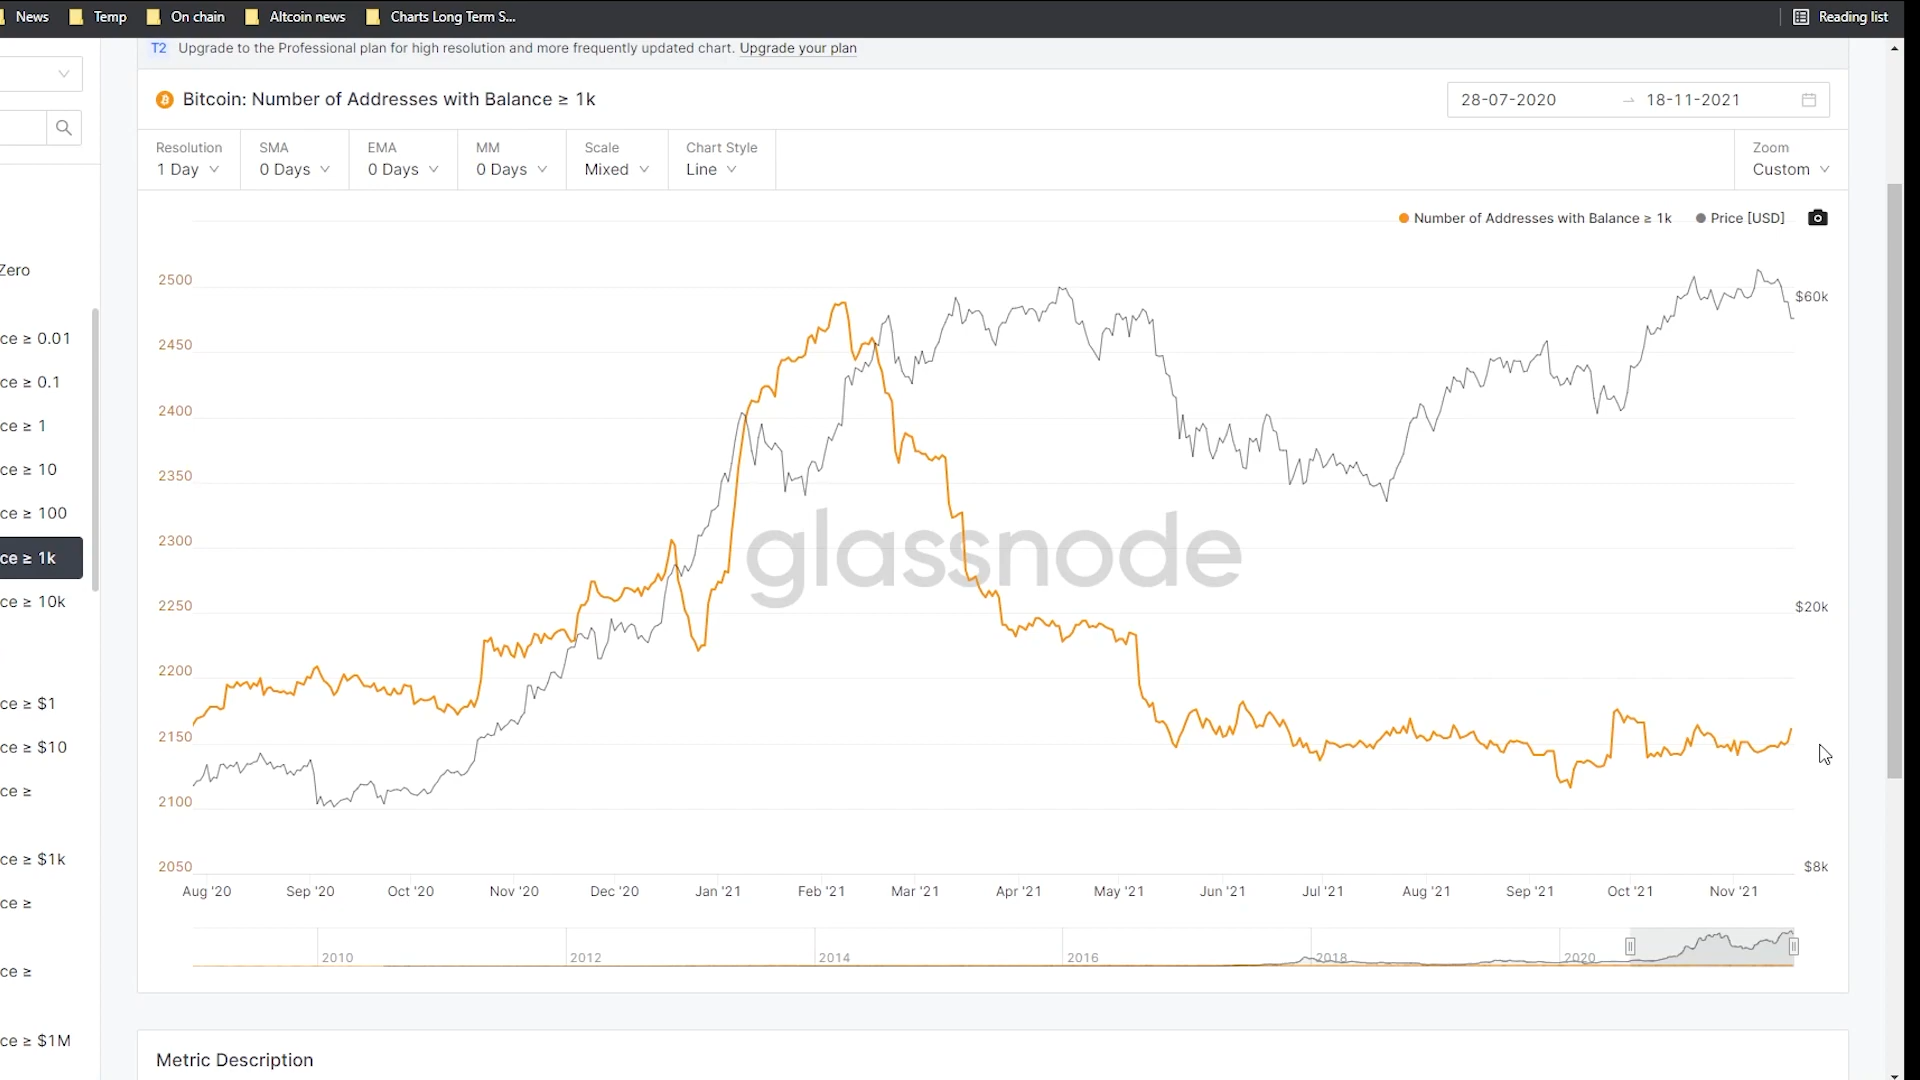 News Temp On chain Altcoin news Charts Long Term S... Reading list
T2 Upgrade to the Professional plan for high resolution and more frequently updated chart. Upgrade your plan
Bitcoin: Number of Addresses with Balance ≥ 1k
28-07-2020 → 18-11-2021
Resolution SMA EMA MM Scale Chart Style Zoom
1 Day 0 Days 0 Days 0 Days Mixed Line Custom
Number of Addresses with Balance ≥ 1k Price [USD]
Zero
ce ≥ 0.01
ce ≥ 0.1
ce ≥ 1
ce ≥ 10
ce ≥ 100
ce ≥ 1k
ce ≥ 10k
ce ≥ $1
ce ≥ $10
ce ≥
ce ≥ $1k
ce ≥
ce ≥
ce ≥ $1M
2500
2450
2400
2350
2300
2250
2200
2150
2100
2050
$60k
$20k
$8k
glassnode
Aug '20 Sep '20 Oct '20 Nov '20 Dec '20 Jan '21 Feb '21 Mar '21 Apr '21 May '21 Jun '21 Jul '21 Aug '21 Sep '21 Oct '21 Nov '21
2010 2012 2014 2016 2018 2020
Metric Description